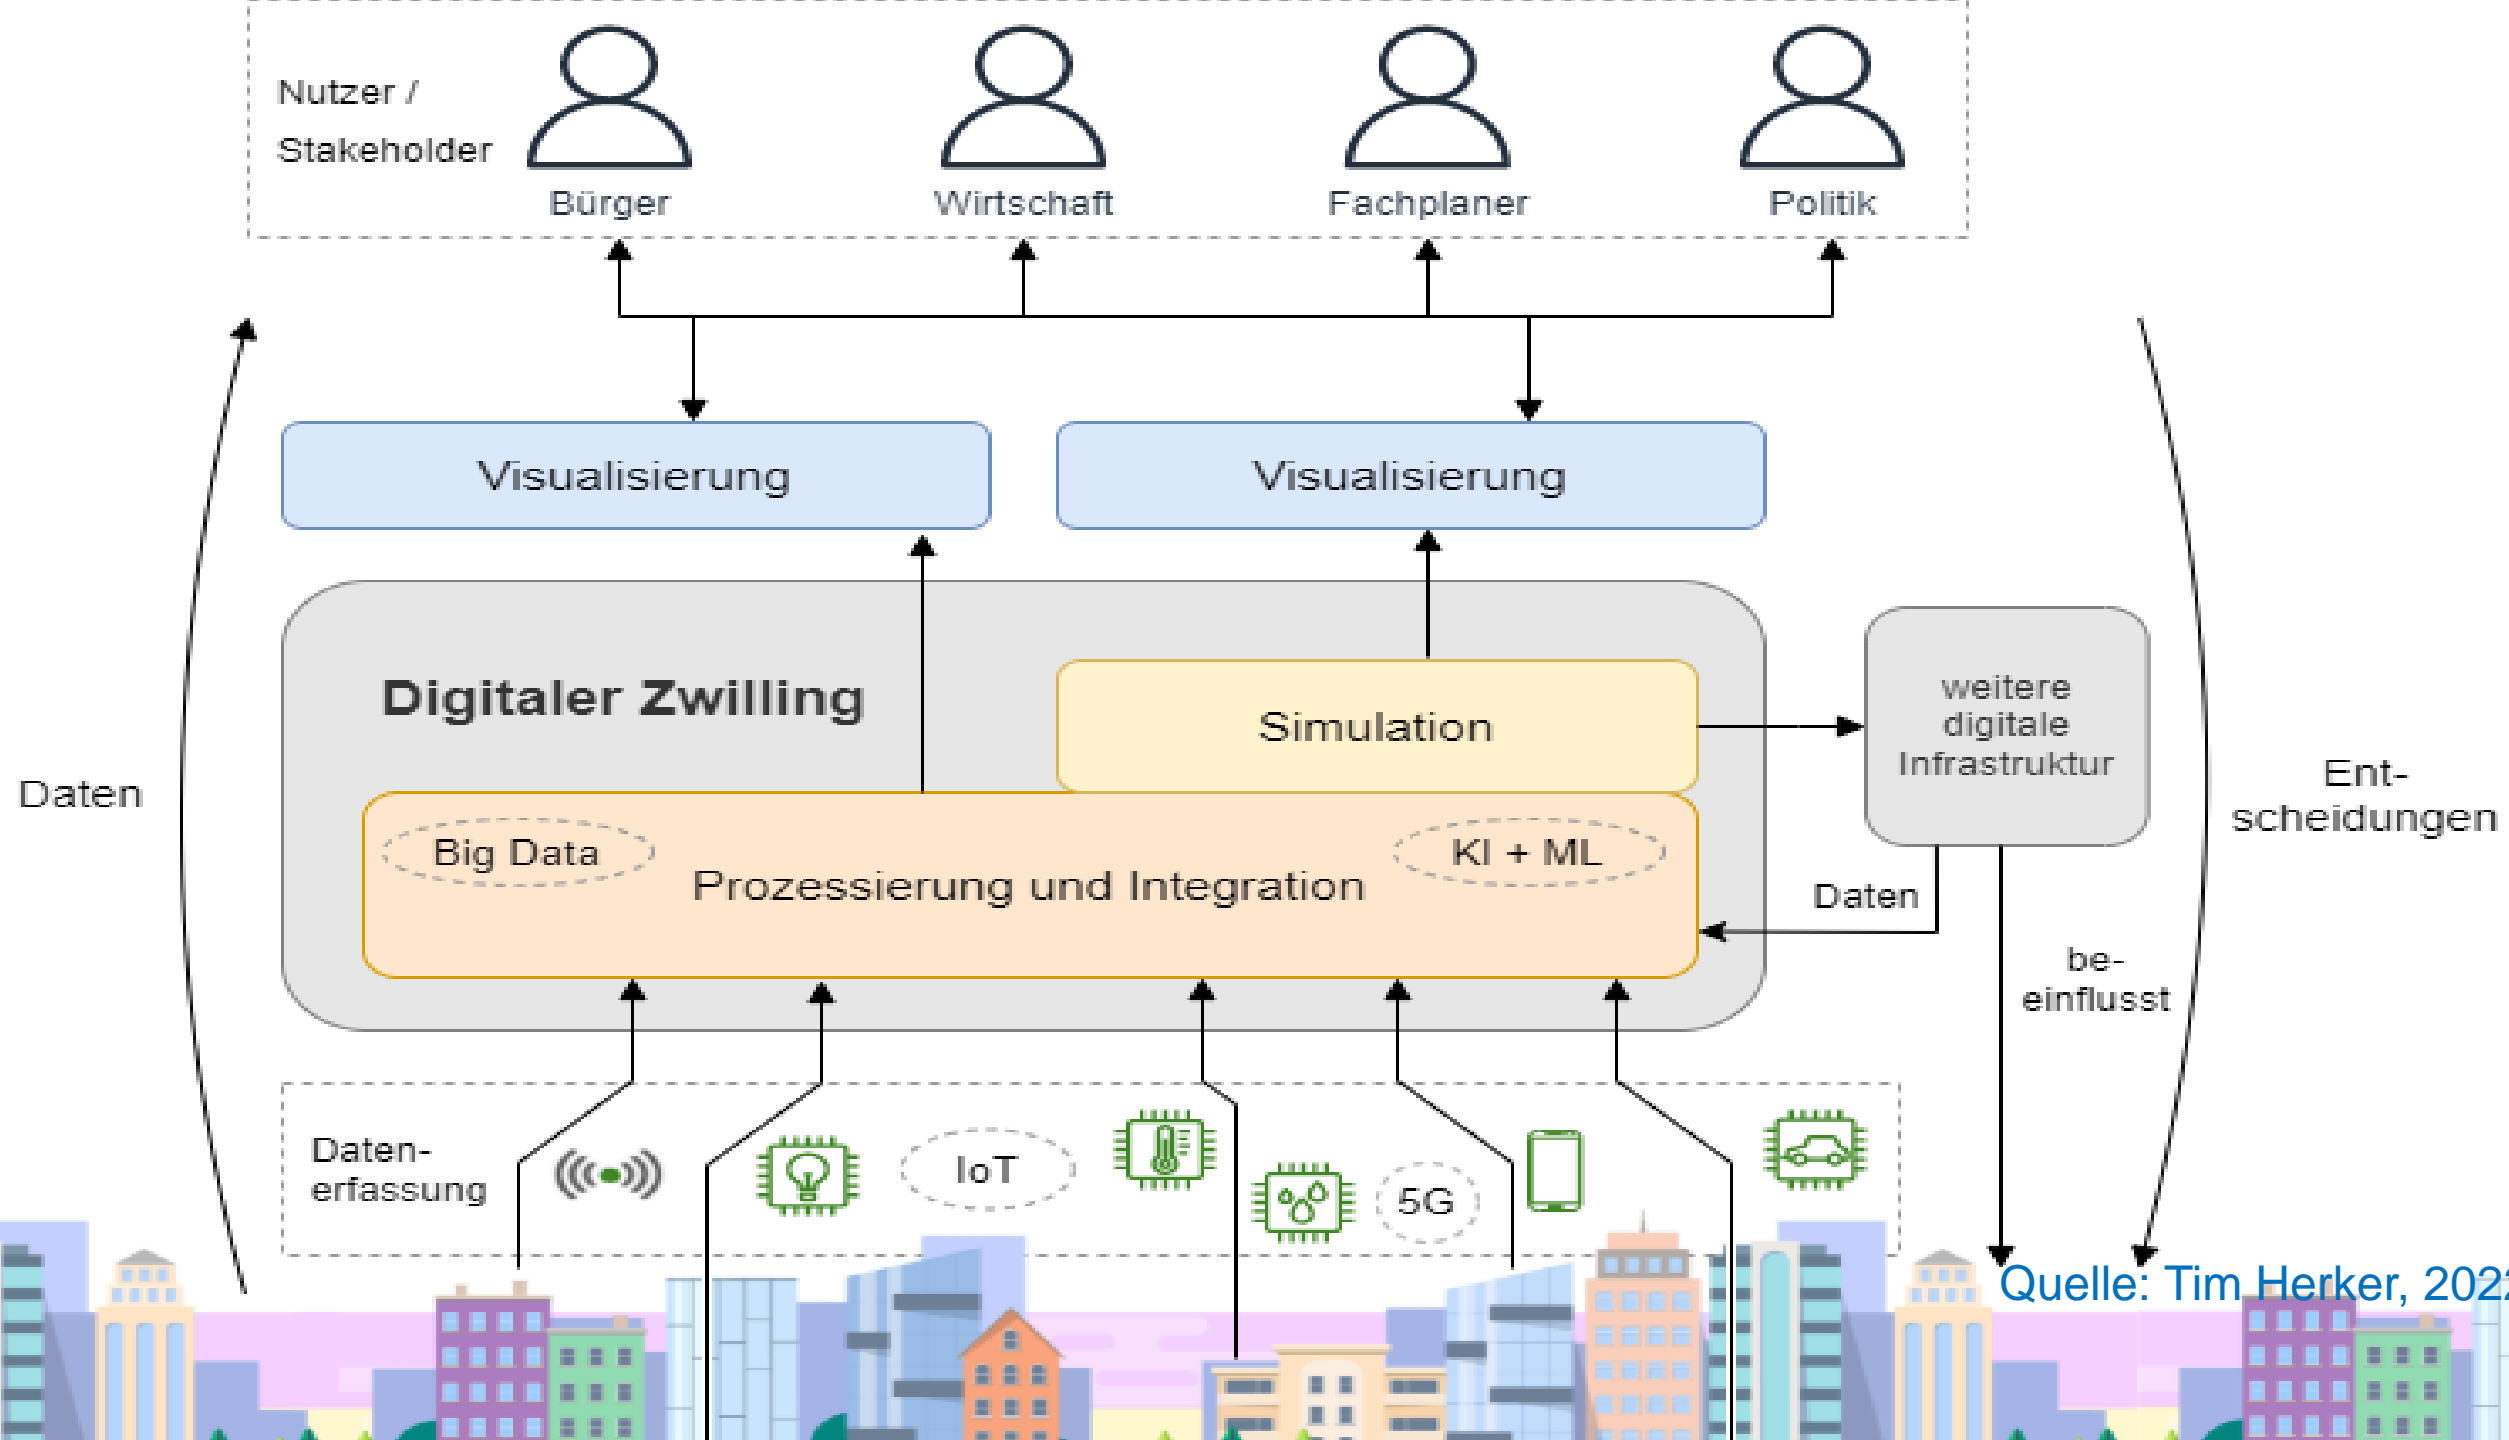 Nutzer /
Stakeholder
Bürger
Wirtschaft
Fachplaner
Politik
Visualisierung
Visualisierung
Digitaler Zwilling
Simulation
weitere
digitale
Infrastruktur
Daten
Ent-
scheidungen
Big Data
KI + ML
Prozessierung und Integration
Daten
be-
einflusst
Daten-
erfassung
IoT
5G
Quelle: Tim Herker, 2022